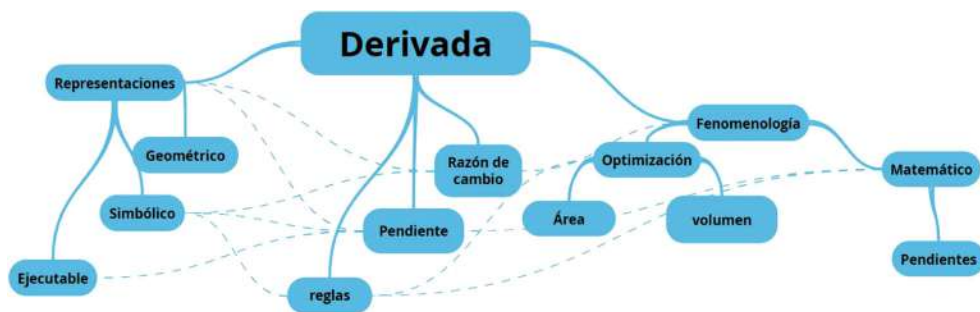 Derivada
Representaciones
Fenomenología
Geométrico
Razón de
cambio
Optimización
Matemático
Simbólico
Pendiente
Área
volumen
Pendientes
Ejecutable
reglas